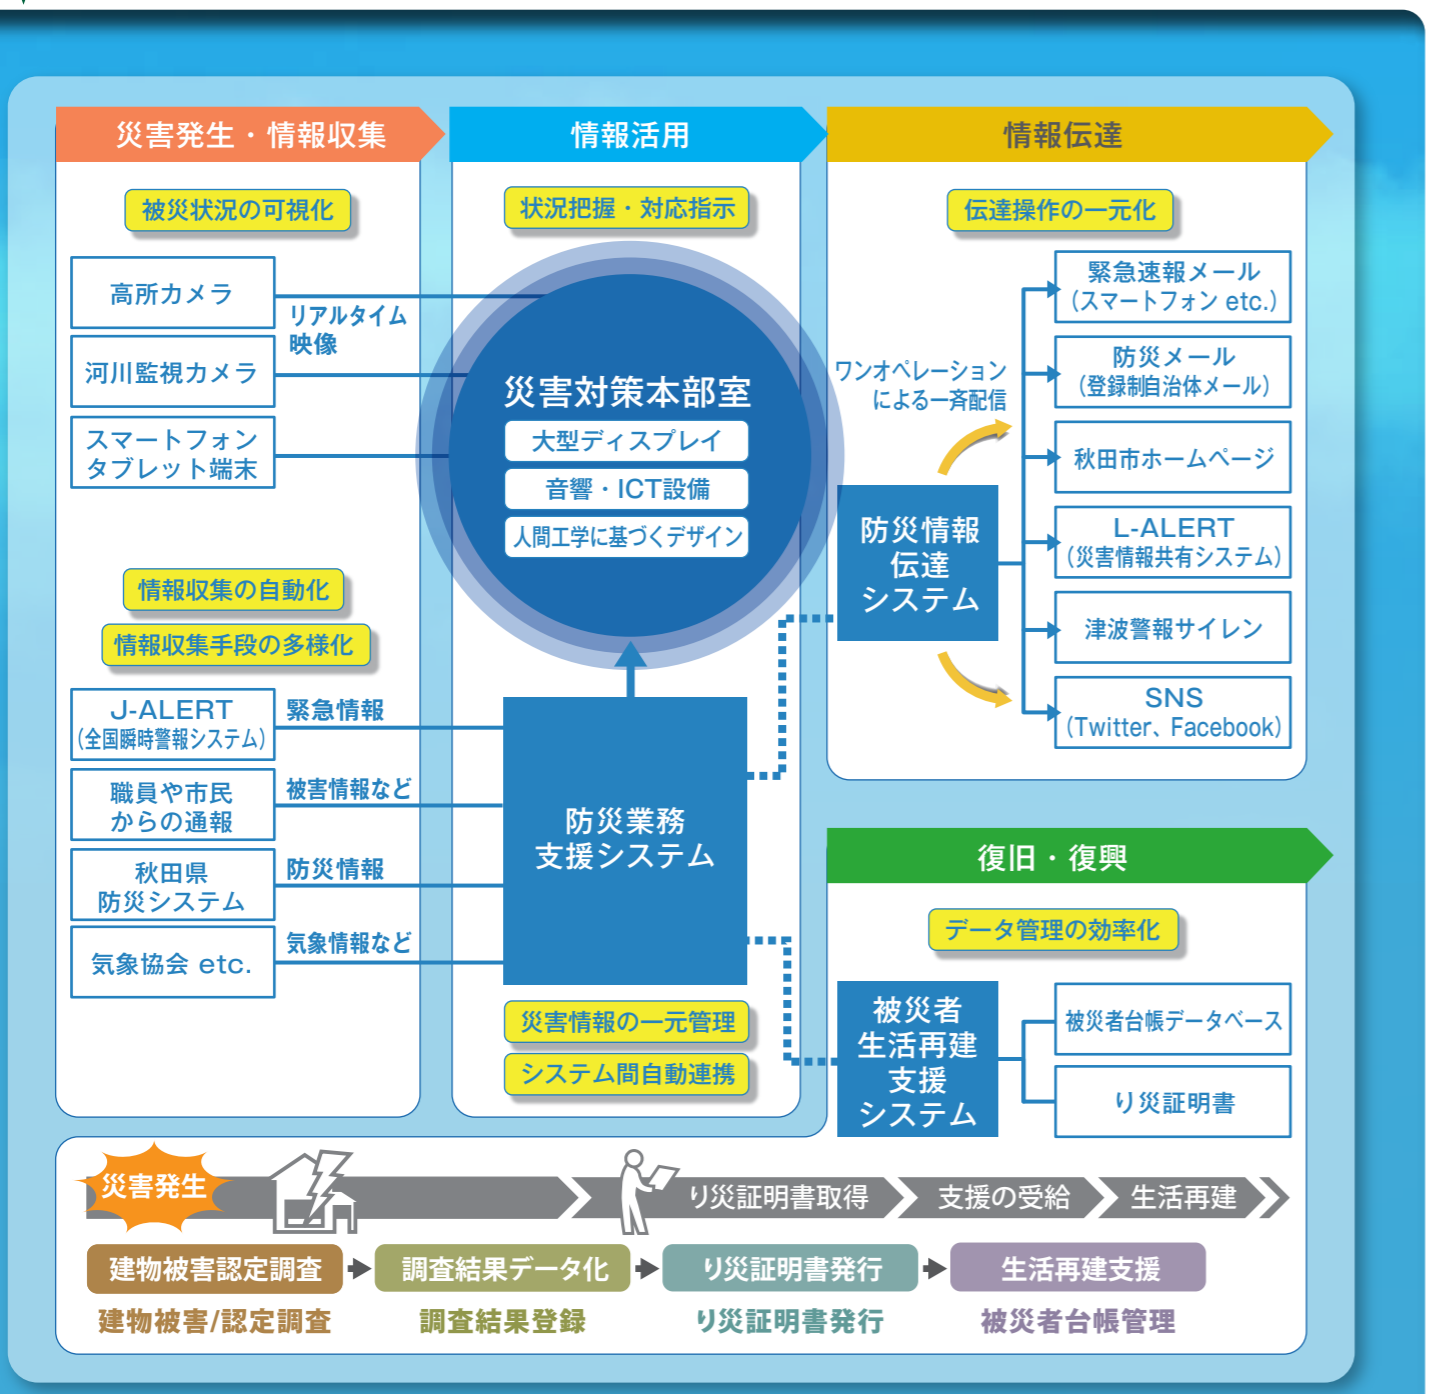 災害発生・情報収集
被災状況の可視化
高所カメラ
河川監視カメラ
スマートフォン
タブレット端末
リアルタイム
映像
情報収集の自動化
情報収集手段の多様化
J-ALERT
(全国瞬時警報システム)
緊急情報
職員や市民
からの通報
被害情報など
秋田県
防災システム
防災情報
気象協会 etc.
気象情報など
情報活用
状況把握・対応指示
災害対策本部室
大型ディスプレイ
音響・ICT設備
人間工学に基づくデザイン
防災業務
支援システム
災害情報の一元管理
システム間自動連携
情報伝達
伝達操作の一元化
ワンオペレーション
による一斉配信
防災情報
伝達
システム
緊急速報メール
(スマートフォン etc.)
防災メール
(登録制自治体メール)
秋田市ホームページ
L-ALERT
(災害情報共有システム)
津波警報サイレン
SNS
(Twitter、Facebook)
復旧・復興
データ管理の効率化
被災者
生活再建
支援
システム
被災者台帳データベース
り災証明書
災害発生
り災証明書取得
支援の受給
生活再建
建物被害認定調査
調査結果データ化
り災証明書発行
生活再建支援
建物被害/認定調査
調査結果登録
り災証明書発行
被災者台帳管理